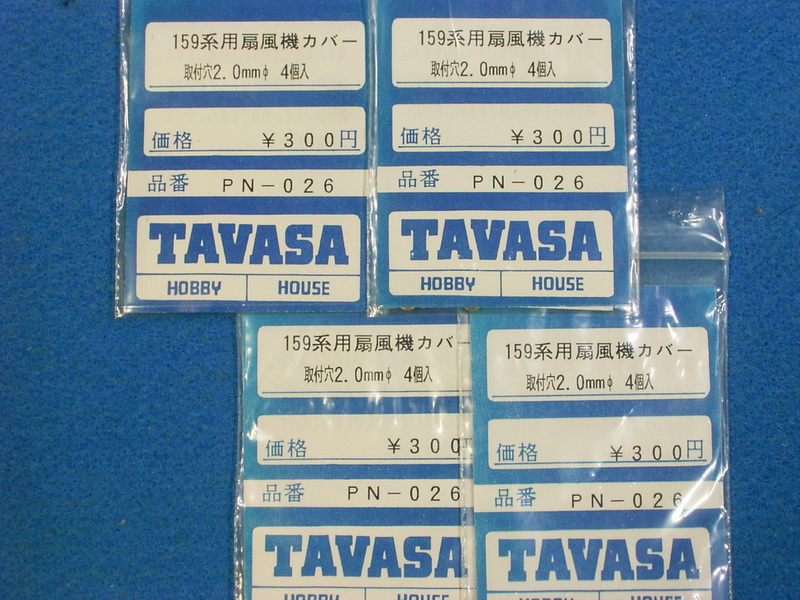 159系用扇風機カバー
取付穴2.0mmφ 4個入
価格 ￥300円
品番 PN-026
TAVASA
HOBBY HOUSE
159系用扇風機カバー
取付穴2.0mmφ 4個入
価格 ￥300円
品番 PN-026
TAVASA
HOBBY HOUSE
159系用扇風機カバー
取付穴2.0mmφ 4個入
価格 ￥300
品番 PN-026
TAVASA
HOBBY HOUSE
159系用扇風機カバー
取付穴2.0mmφ 4個入
価格 ￥300円
品番 PN-026
TAVASA
HOBBY HOUSE